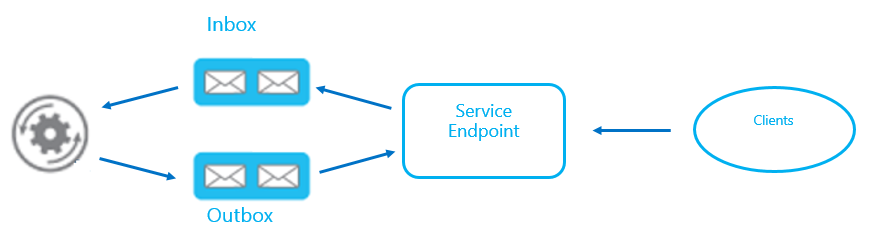 Inbox
Service
Endpoint
Clients
Outbox